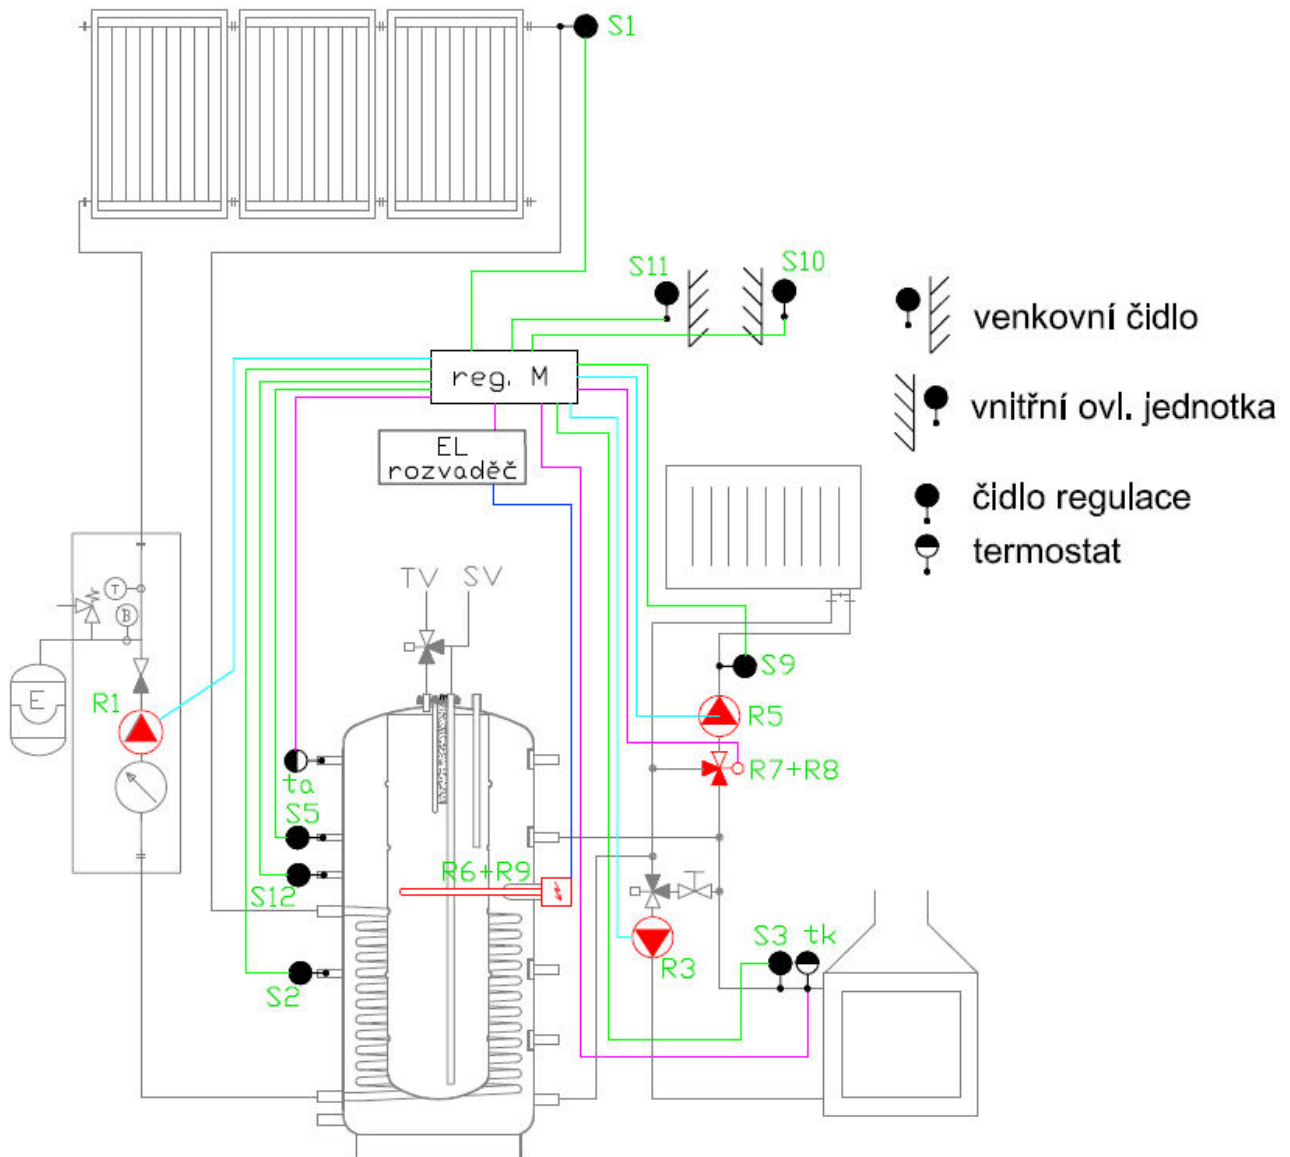 S1
S11
S10
venkovní čidlo
reg. M
vnitřní ovl. jednotka
EL
rozvaděč
čidlo regulace
termostat
TV
SV
T
B
E
R1
S9
R5
R7+R8
ta
S5
S12
R6+R9
S2
R3
S3
tk